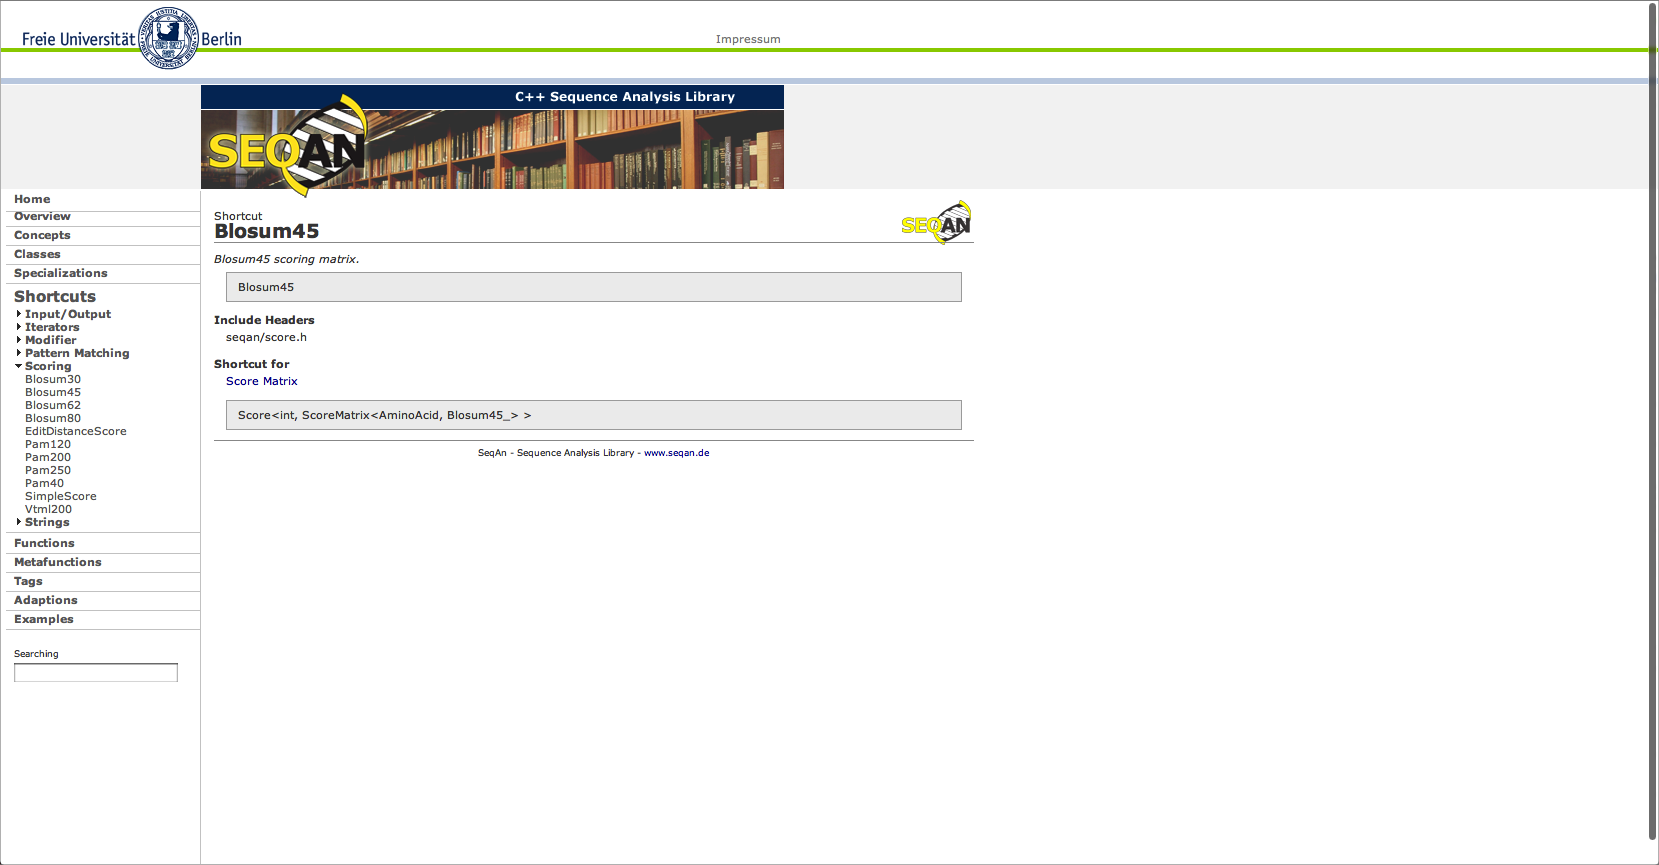 Freie Universität Berlin
Impressum
C++ Sequence Analysis Library
SEQAN
Home
Overview
Concepts
Classes
Specializations
Shortcuts
Input/Output
Iterators
Modifier
Pattern Matching
Scoring
Blosum30
Blosum45
Blosum62
Blosum80
EditDistanceScore
Pam120
Pam200
Pam250
Pam40
SimpleScore
Vtml200
Strings
Functions
Metafunctions
Tags
Adaptions
Examples
Searching
Shortcut
Blosum45
SEQAN
Blosum45 scoring matrix.
Blosum45
Include Headers
seqan/score.h
Shortcut for
Score Matrix
Score<int, ScoreMatrix<AminoAcid, Blosum45_> >
SeqAn - Sequence Analysis Library - www.seqan.de